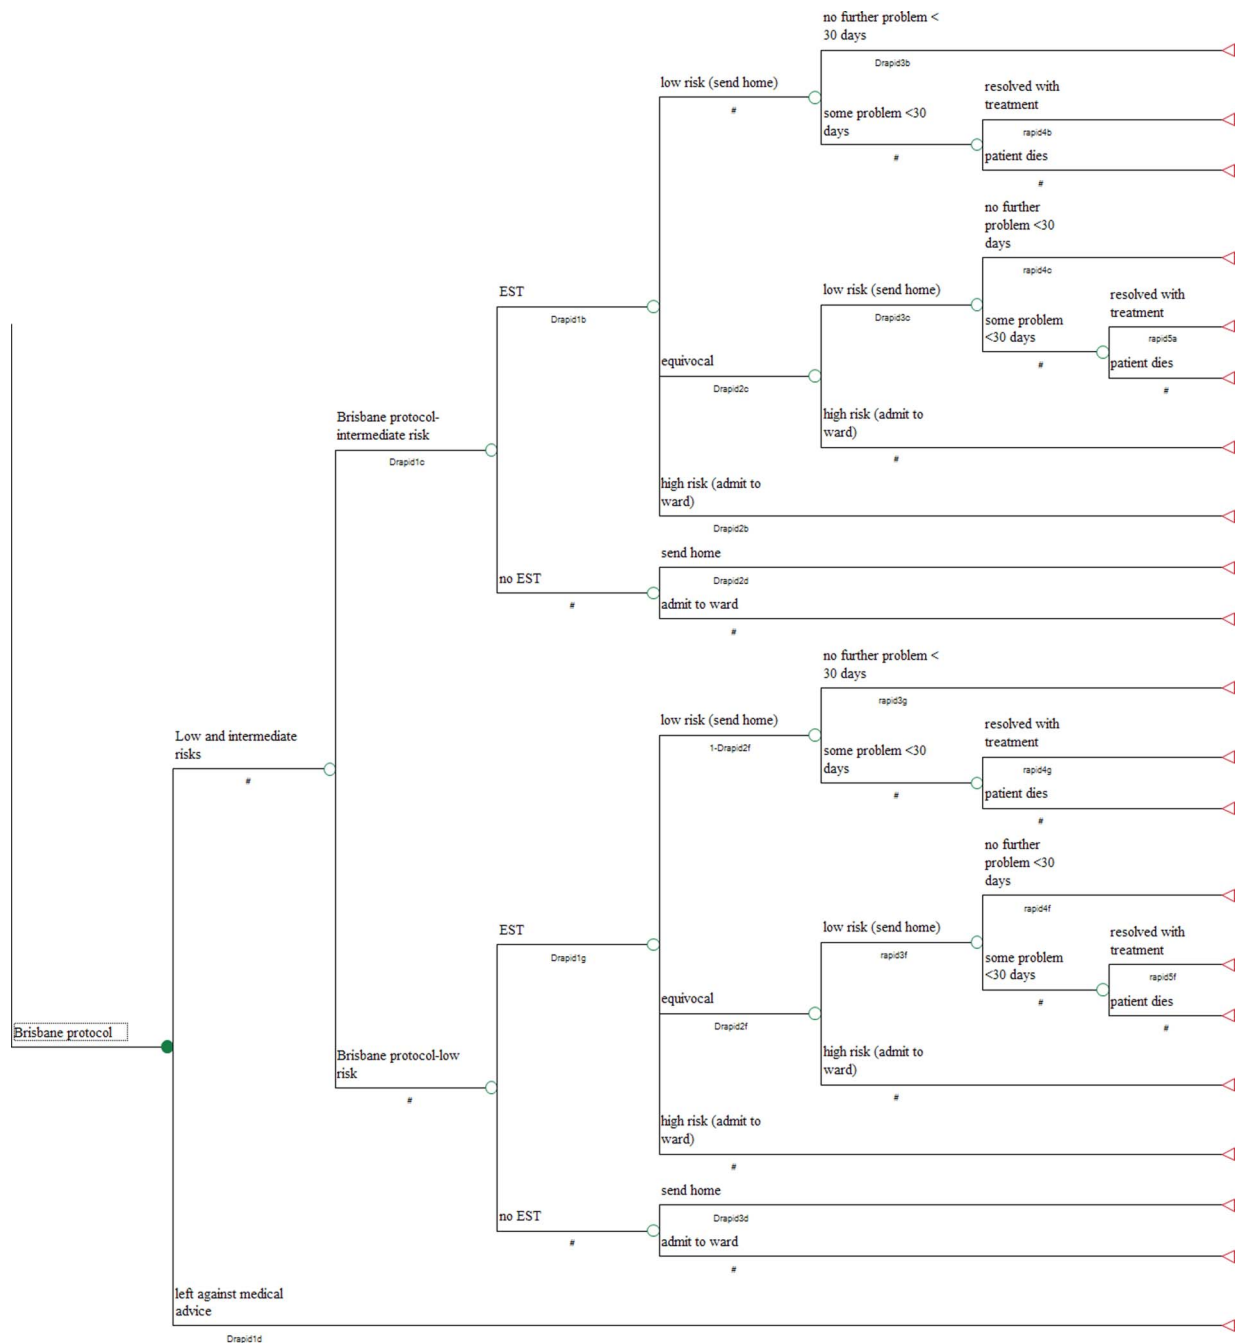 no further problem <
30 days
Drapid3b
low risk (send home)
#
resolved with
treatment
some problem <30
days
#
rapid4b
patient dies
#
no further
problem <30
days
rapid4c
EST
Drapid1b
low risk (send home)
Drapid3c
resolved with
treatment
some problem
<30 days
#
rapid5a
patient dies
#
equivocal
Drapid2c
Brisbane protocol-
intermediate risk
Drapid1c
high risk (admit to
ward)
#
high risk (admit to
ward)
Drapid2b
send home
Drapid2d
no EST
#
admit to ward
#
no further problem <
30 days
rapid3g
low risk (send home)
1-Drapid2f
resolved with
treatment
Low and intermediate
risks
#
some problem <30
days
#
rapid4g
patient dies
#
no further
problem <30
days
rapid4f
EST
Drapid1g
low risk (send home)
rapid3f
resolved with
treatment
some problem
<30 days
#
rapid5f
patient dies
#
equivocal
Drapid2f
Brisbane protocol
Brisbane protocol-low
risk
#
high risk (admit to
ward)
#
high risk (admit to
ward)
#
send home
Drapid3d
no EST
#
admit to ward
#
left against medical
advice
Drapid1d